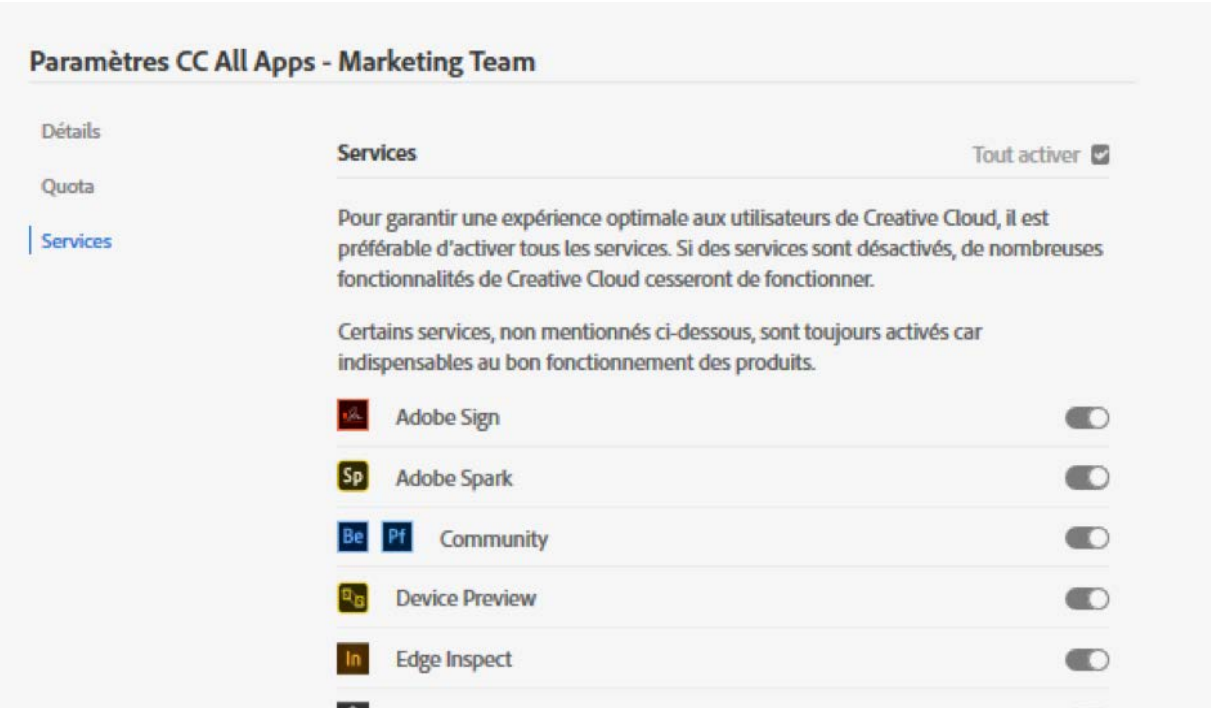 Paramètres CC All Apps - Marketing Team
Détails
Quota
Services
Services
Tout activer
Pour garantir une expérience optimale aux utilisateurs de Creative Cloud, il est
préférable d'activer tous les services. Si des services sont désactivés, de nombreuses
fonctionnalités de Creative Cloud cesseront de fonctionner.
Certains services, non mentionnés ci-dessous, sont toujours activés car
indispensables au bon fonctionnement des produits.
Adobe Sign
Sp Adobe Spark
Be Pf Community
Device Preview
In Edge Inspect